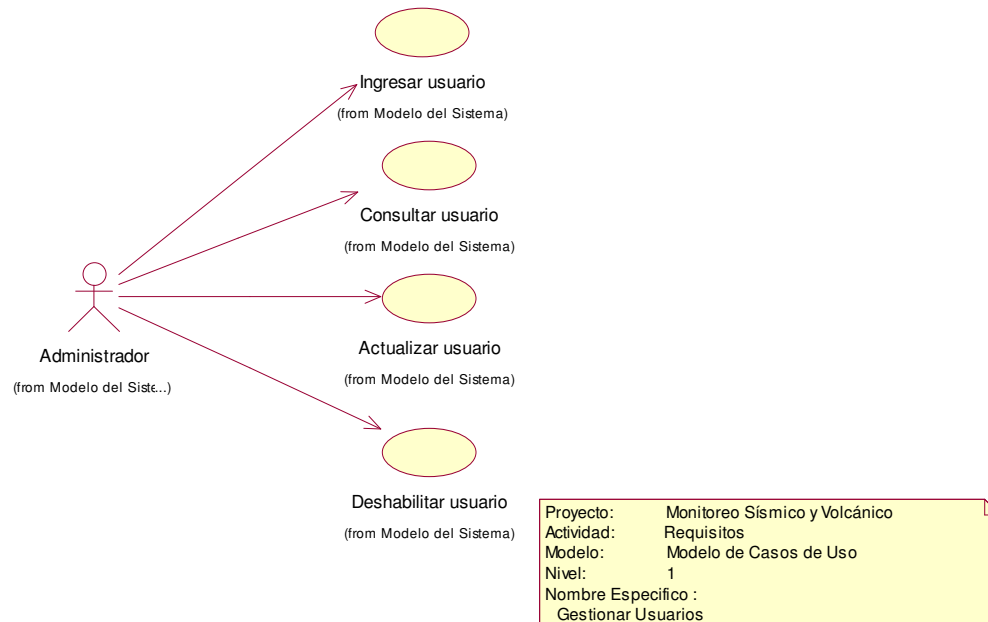 Ingresar usuario
(from Modelo del Sistema)
Consultar usuario
(from Modelo del Sistema)
Actualizar usuario
(from Modelo del Sistema)
Administrador
(from Modelo del Siste...)
Deshabilitar usuario
(from Modelo del Sistema)
Proyecto: Monitoreo Sísmico y Volcánico
Actividad: Requisitos
Modelo: Modelo de Casos de Uso
Nivel: 1
Nombre Especifico :
Gestionar Usuarios